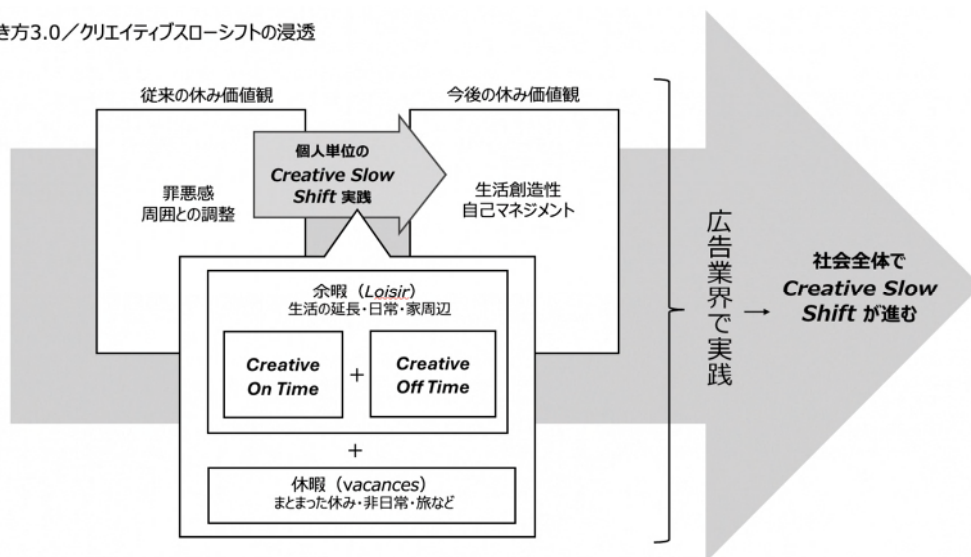 き方3.0／クリエイティブスローシフトの浸透
従来の休み価値観
今後の休み価値観
罪悪感
周囲との調整
個人単位の
Creative Slow
Shift 実践
生活創造性
自己マネジメント
余暇（Loisir）
生活の延長・日常・家周辺
Creative
On Time
+
Creative
Off Time
+
休暇（vacances）
まとまった休み・非日常・旅など
広告業界で実践
→
社会全体で
Creative Slow
Shift が進む